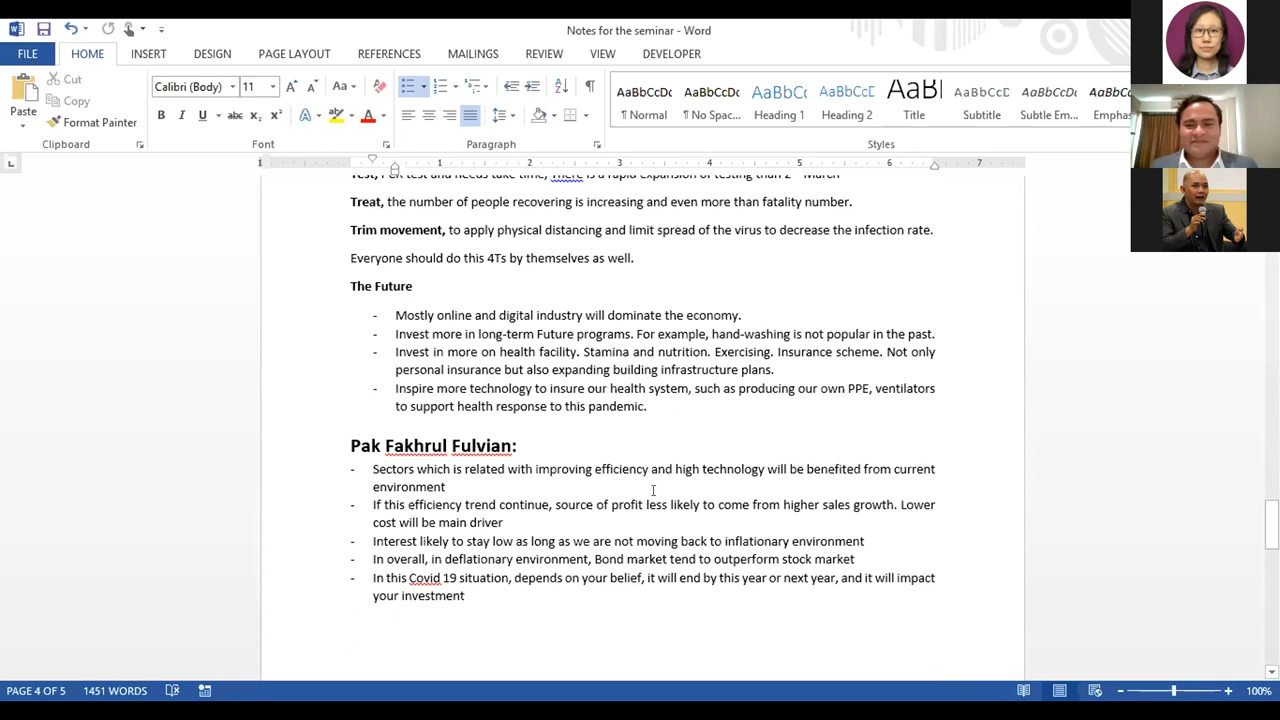 Notes for the seminar - Word
FILE HOME INSERT DESIGN PAGE LAYOUT REFERENCES MAILINGS REVIEW VIEW DEVELOPER
Cut
Copy
Format Painter
Paste
Clipboard
Calibri (Body) 11
Font
Paragraph
AaBbCcDc AaBbCcDc AaBbCc AaBbCcD AaBl AaBbCcD AaBbCcDc AaBbCcDc
¶ Normal ¶ No Spac... Heading 1 Heading 2 Title Subtitle Subtle Em... Emphas
Styles
1 1 2 3 4 5 6 7
Treat, the number of people recovering is increasing and even more than fatality number.
Trim movement, to apply physical distancing and limit spread of the virus to decrease the infection rate.
Everyone should do this 4Ts by themselves as well.
The Future
- Mostly online and digital industry will dominate the economy.
- Invest more in long-term Future programs. For example, hand-washing is not popular in the past.
- Invest in more on health facility. Stamina and nutrition. Exercising. Insurance scheme. Not only
personal insurance but also expanding building infrastructure plans.
- Inspire more technology to insure our health system, such as producing our own PPE, ventilators
to support health response to this pandemic.
Pak Fakhrul Fulvian:
- Sectors which is related with improving efficiency and high technology will be benefited from current
environment
- If this efficiency trend continue, source of profit less likely to come from higher sales growth. Lower
cost will be main driver
- Interest likely to stay low as long as we are not moving back to inflationary environment
- In overall, in deflationary environment, Bond market tend to outperform stock market
- In this Covid 19 situation, depends on your belief, it will end by this year or next year, and it will impact
your investment
PAGE 4 OF 5 1451 WORDS 100%